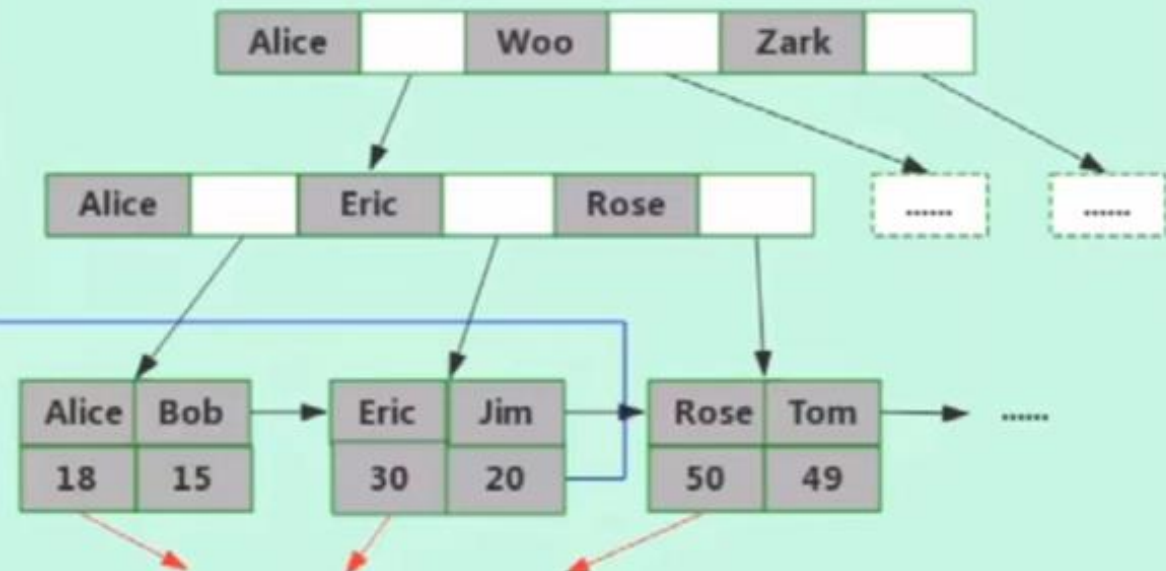 Alice Woo Zark
Alice Eric Rose ...... ......
Alice Bob Eric Jim Rose Tom ......
18 15 30 20 50 49